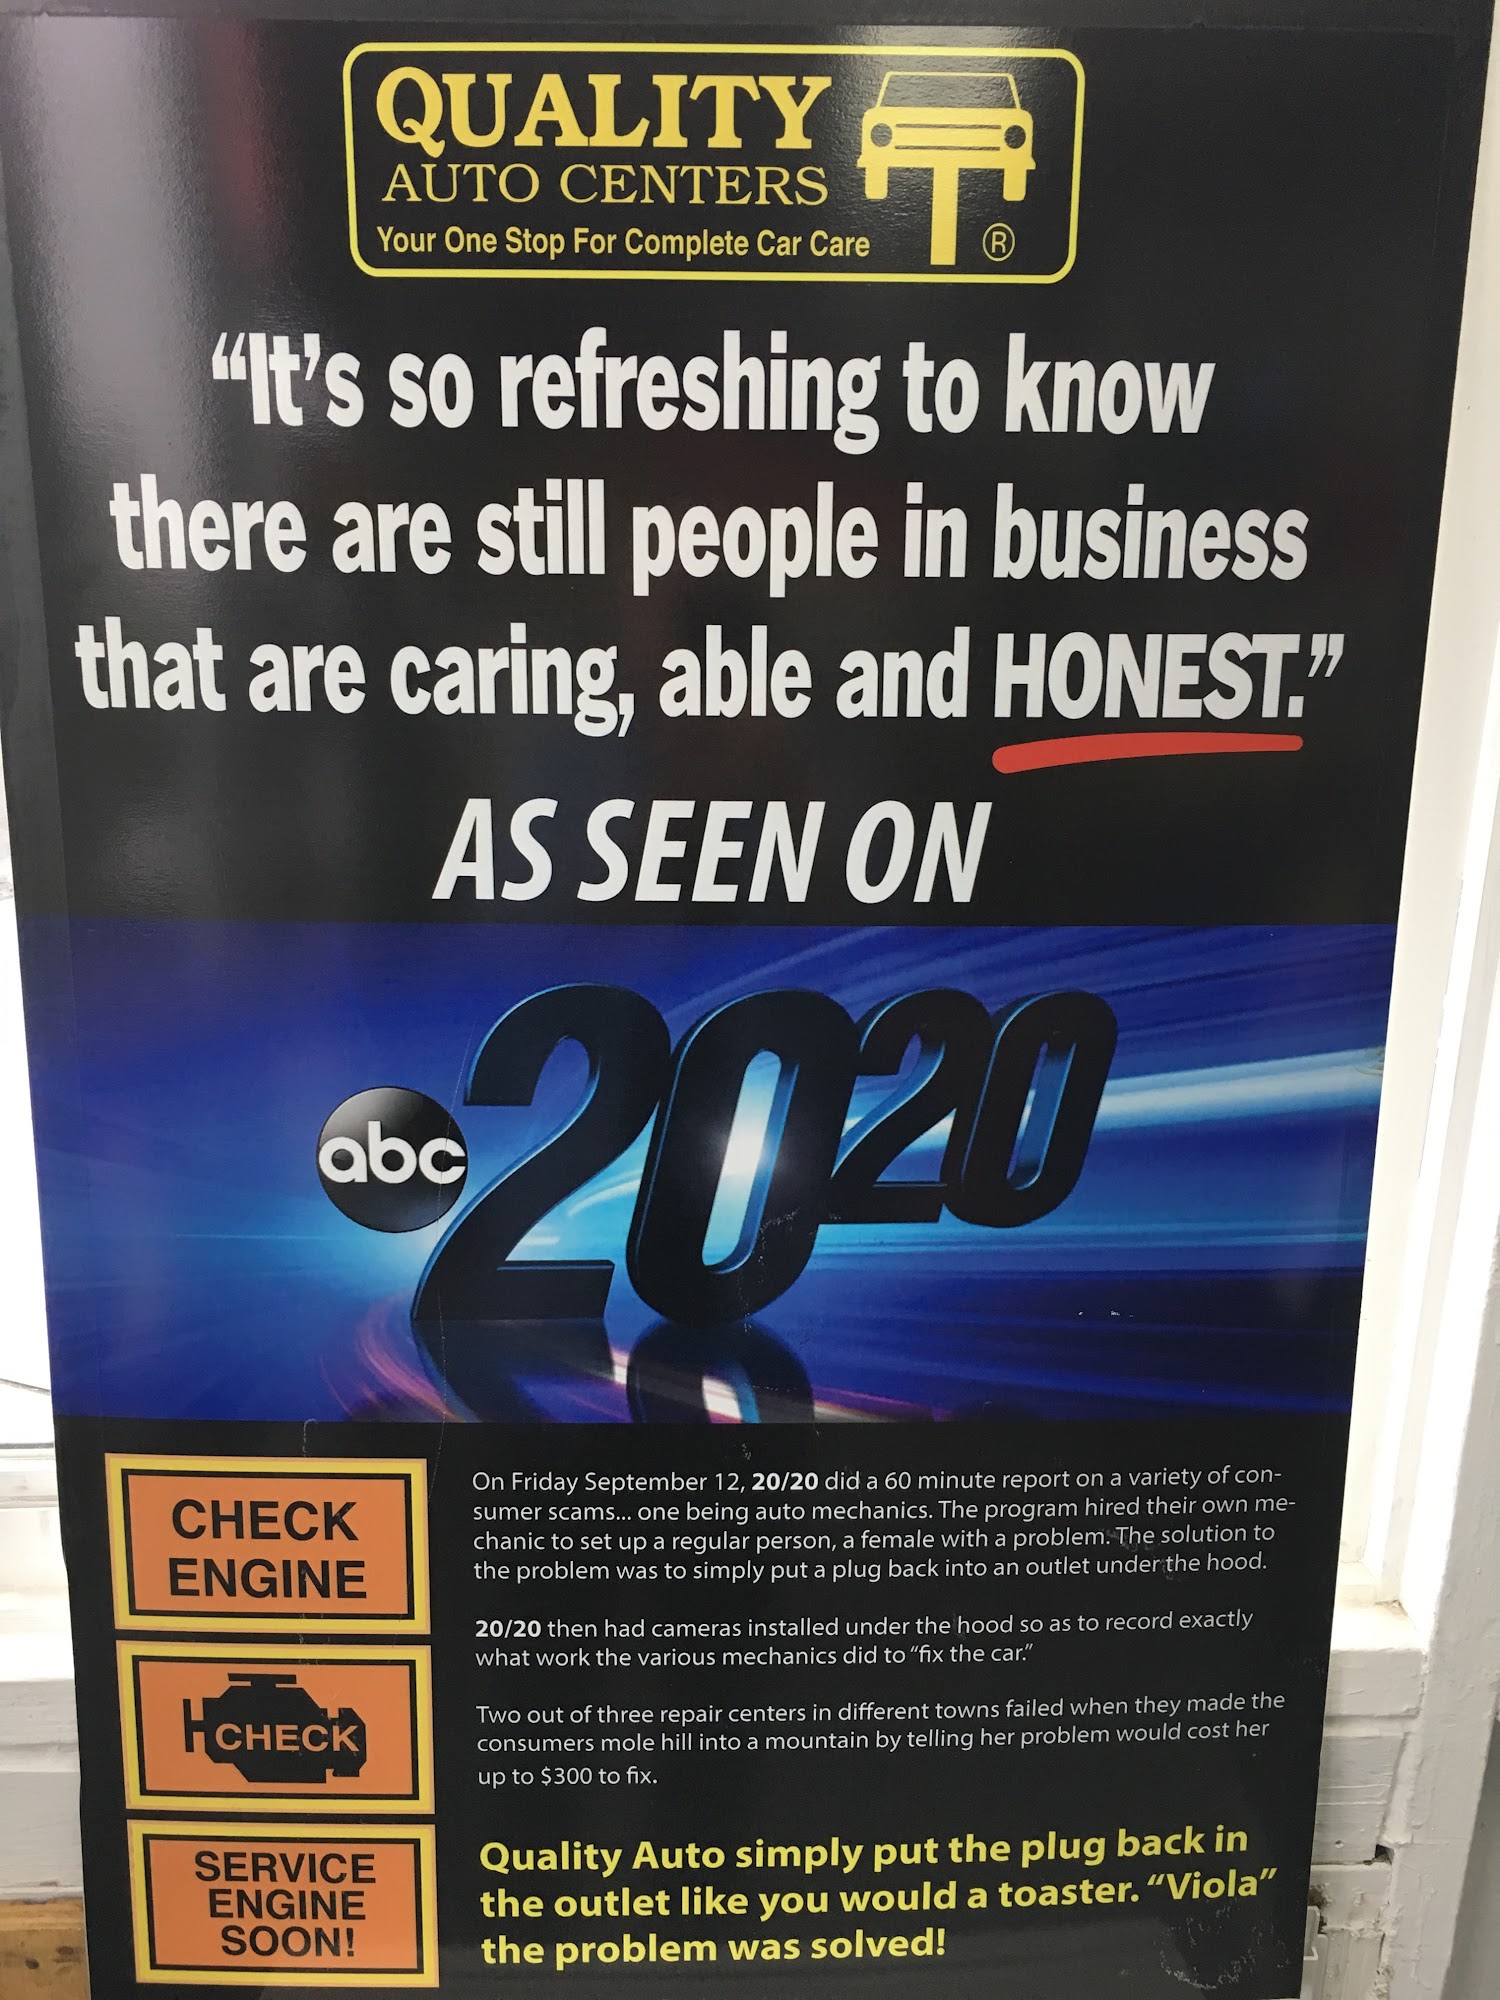 QUALITY
AUTO CENTERS
Your One Stop For Complete Car Care
®
“It’s so refreshing to know
there are still people in business
that are caring, able and HONEST.”
AS SEEN ON
abc 2020
CHECK
ENGINE
CHECK
SERVICE
ENGINE
SOON!
On Friday September 12, 20/20 did a 60 minute report on a variety of con-
sumer scams... one being auto mechanics. The program hired their own me-
chanic to set up a regular person, a female with a problem. The solution to
the problem was to simply put a plug back into an outlet under the hood.
20/20 then had cameras installed under the hood so as to record exactly
what work the various mechanics did to “fix the car.”
Two out of three repair centers in different towns failed when they made the
consumers mole hill into a mountain by telling her problem would cost her
up to $300 to fix.
Quality Auto simply put the plug back in
the outlet like you would a toaster. “Viola”
the problem was solved!